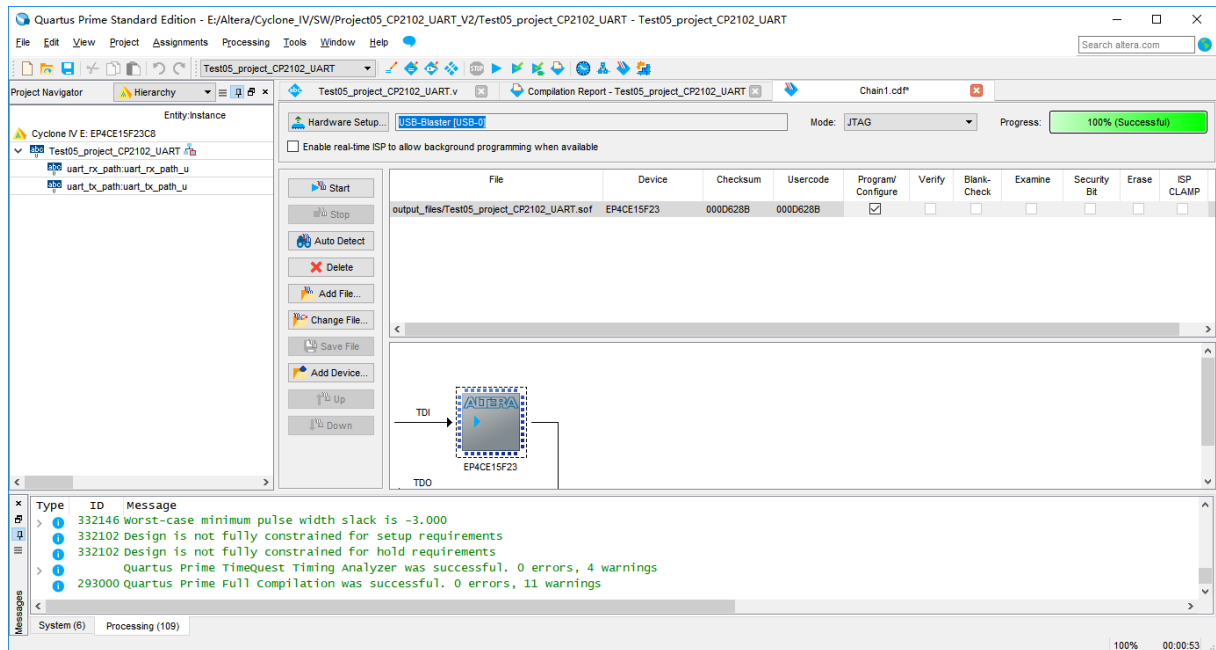 Quartus Prime Standard Edition - E:/Altera/Cyclone_IV/SW/Project05_CP2102_UART_V2/Test05_project_CP2102_UART - Test05_project_CP2102_UART
File Edit View Project Assignments Processing Tools Window Help
Search altera.com
Test05_project_CP2102_UART
Project Navigator Hierarchy
Test05_project_CP2102_UART.v Compilation Report - Test05_project_CP2102_UART Chain1.cdf*
Entity:Instance
Cyclone IV E: EP4CE15F23C8
Test05_project_CP2102_UART
uart_rx_path:uart_rx_path_u
uart_tx_path:uart_tx_path_u
Hardware Setup... USB-Blaster [USB-0] Mode: JTAG Progress: 100% (Successful)
Enable real-time ISP to allow background programming when available
Start
Stop
Auto Detect
Delete
Add File...
Change File...
Save File
Add Device...
Up
Down
File Device Checksum Usercode Program/ Configure Verify Blank- Check Examine Security Bit Erase ISP CLAMP
output_files/Test05_project_CP2102_UART.sof EP4CE15F23 000D628B 000D628B
TDI
ALTERA
EP4CE15F23
TDO
Type ID Message
332146 Worst-case minimum pulse width slack is -3.000
332102 Design is not fully constrained for setup requirements
332102 Design is not fully constrained for hold requirements
Quartus Prime TimeQuest Timing Analyzer was successful. 0 errors, 4 warnings
293000 Quartus Prime Full Compilation was successful. 0 errors, 11 warnings
Messages
System (6) Processing (109)
100% 00:00:53